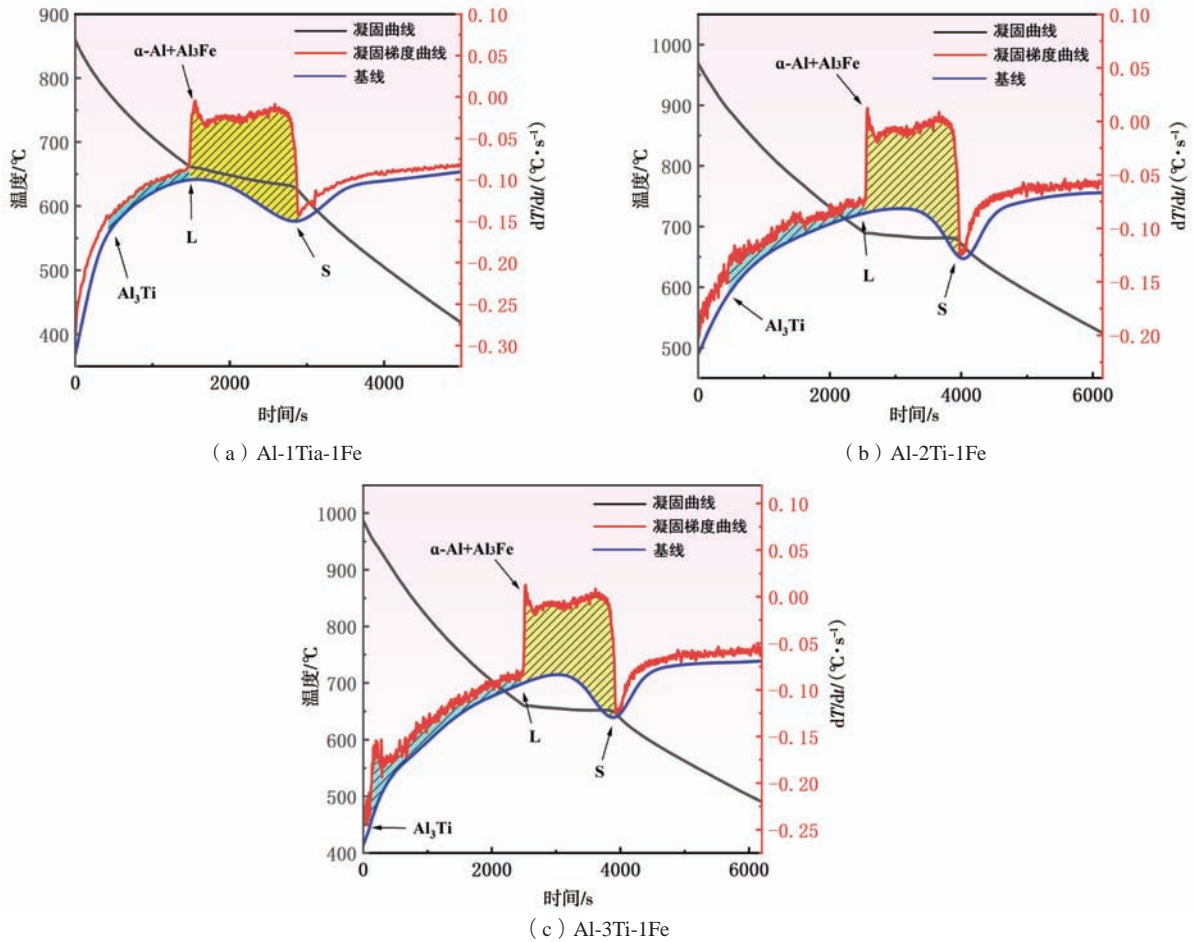 900
800
700
600
500
400
温度/℃
0
2000
4000
时间/s
0.10
0.05
0.00
−0.05
−0.10
−0.15
−0.20
−0.25
−0.30
dT/dt/(℃·s⁻¹)
凝固曲线
凝固梯度曲线
基线
α-Al+Al₃Fe
L
S
Al₃Ti
（a）Al-1Tia-1Fe
1000
900
800
700
600
500
温度/℃
0
2000
4000
6000
时间/s
0.10
0.05
0.00
−0.05
−0.10
−0.15
−0.20
dT/dt/(℃·s⁻¹)
凝固曲线
凝固梯度曲线
基线
α-Al+Al₃Fe
L
S
Al₃Ti
（b）Al-2Ti-1Fe
1000
900
800
700
600
500
400
温度/℃
0
2000
4000
6000
时间/s
0.10
0.05
0.00
−0.05
−0.10
−0.15
−0.20
−0.25
dT/dt/(℃·s⁻¹)
凝固曲线
凝固梯度曲线
基线
α-Al+Al₃Fe
L
S
Al₃Ti
（c）Al-3Ti-1Fe